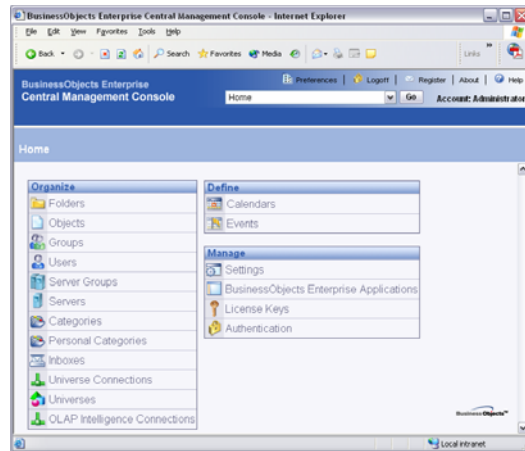 BusinessObjects Enterprise Central Management Console - Internet Explorer
File Edit View Favorites Tools Help
Back Search Favorites Media Links
Preferences | Logoff | Register | About | Help
BusinessObjects Enterprise
Central Management Console
Home Go Account: Administrator
Home
Organize
Folders
Objects
Groups
Users
Server Groups
Servers
Categories
Personal Categories
Inboxes
Universe Connections
Universes
OLAP Intelligence Connections
Define
Calendars
Events
Manage
Settings
BusinessObjects Enterprise Applications
License Keys
Authentication
Business Objects™
Local intranet